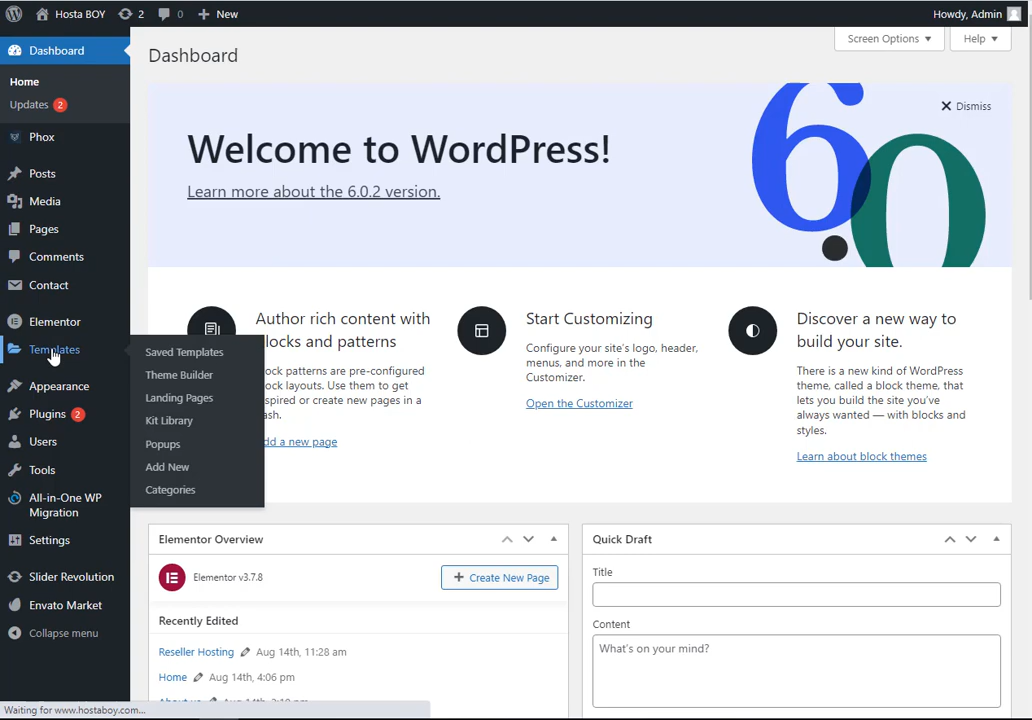 Hosta BOY
2
0
New
Howdy, Admin
Dashboard
Home
Updates 2
Phox
Posts
Media
Pages
Comments
Contact
Elementor
Templates
Appearance
Plugins 2
Users
Tools
All-in-One WP
Migration
Settings
Slider Revolution
Envato Market
Collapse menu
Saved Templates
Theme Builder
Landing Pages
Kit Library
Popups
Add New
Categories
Screen Options
Help
Dashboard
Dismiss
6.0
Welcome to WordPress!
Learn more about the 6.0.2 version.
Author rich content with
locks and patterns
ock patterns are pre-configured
ock layouts. Use them to get
spired or create new pages in a
ash.
dd a new page
Start Customizing
Configure your site's logo, header,
menus, and more in the
Customizer.
Open the Customizer
Discover a new way to
build your site.
There is a new kind of WordPress
theme, called a block theme, that
lets you build the site you've
always wanted — with blocks and
styles.
Learn about block themes
Elementor Overview
Elementor v3.7.8
Create New Page
Recently Edited
Reseller Hosting Aug 14th, 11:28 am
Home Aug 14th, 4:06 pm
Quick Draft
Title
Content
What's on your mind?
Waiting for www.hostaboy.com...